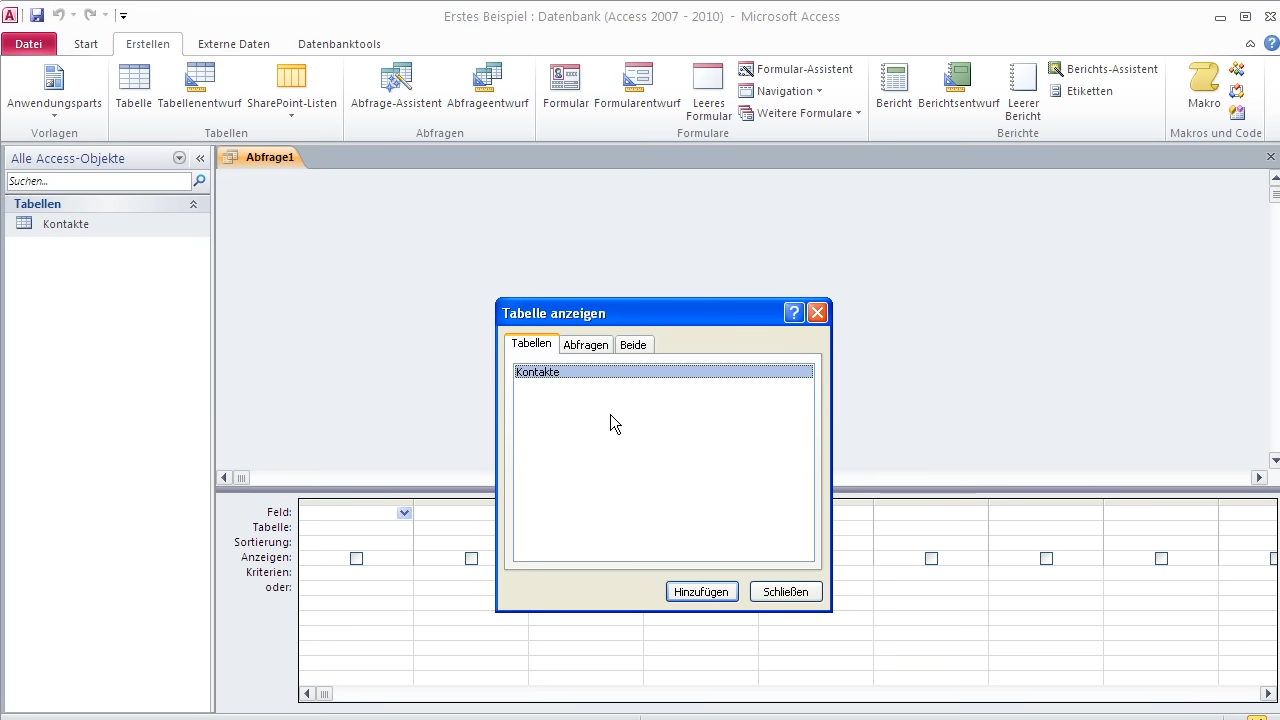 Erstes Beispiel : Datenbank (Access 2007 - 2010) - Microsoft Access
Datei Start Erstellen Externe Daten Datenbanktools
Anwendungsparts Tabelle Tabellenentwurf SharePoint-Listen Abfrage-Assistent Abfrageentwurf Formular Formularentwurf Leeres Formular Formular-Assistent Navigation Weitere Formulare Bericht Berichtsentwurf Leerer Bericht Berichts-Assistent Etiketten Makro
Vorlagen Tabellen Abfragen Formulare Berichte Makros und Code
Alle Access-Objekte
Suchen...
Tabellen
Kontakte
Abfrage1
Tabelle anzeigen
Tabellen Abfragen Beide
Kontakte
Hinzufügen Schließen
Feld:
Tabelle:
Sortierung:
Anzeigen:
Kriterien:
oder: